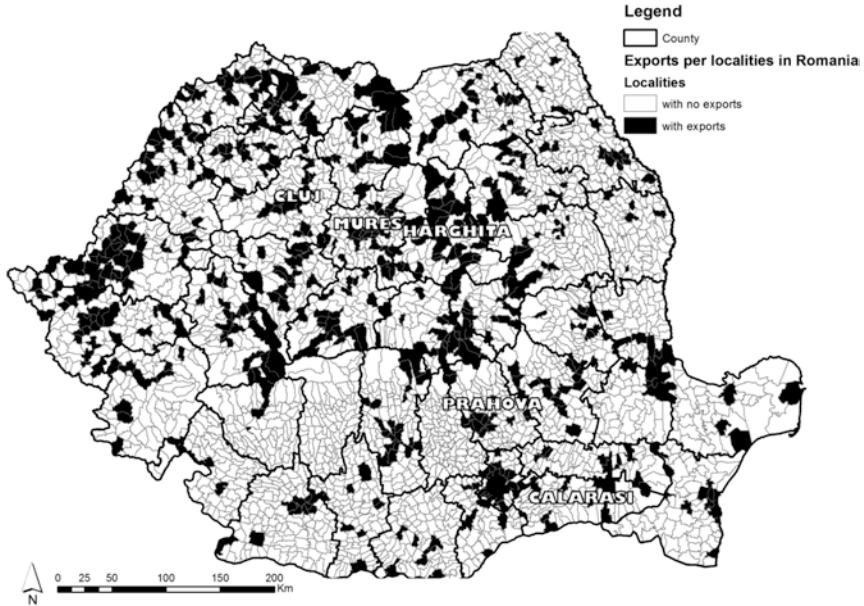 Legend
County
Exports per localities in Romania
Localities
with no exports
with exports
CLUJ
MURES
HARGHITA
PRAHOVA
CALARASI
N
0 25 50 100 150 200
Km